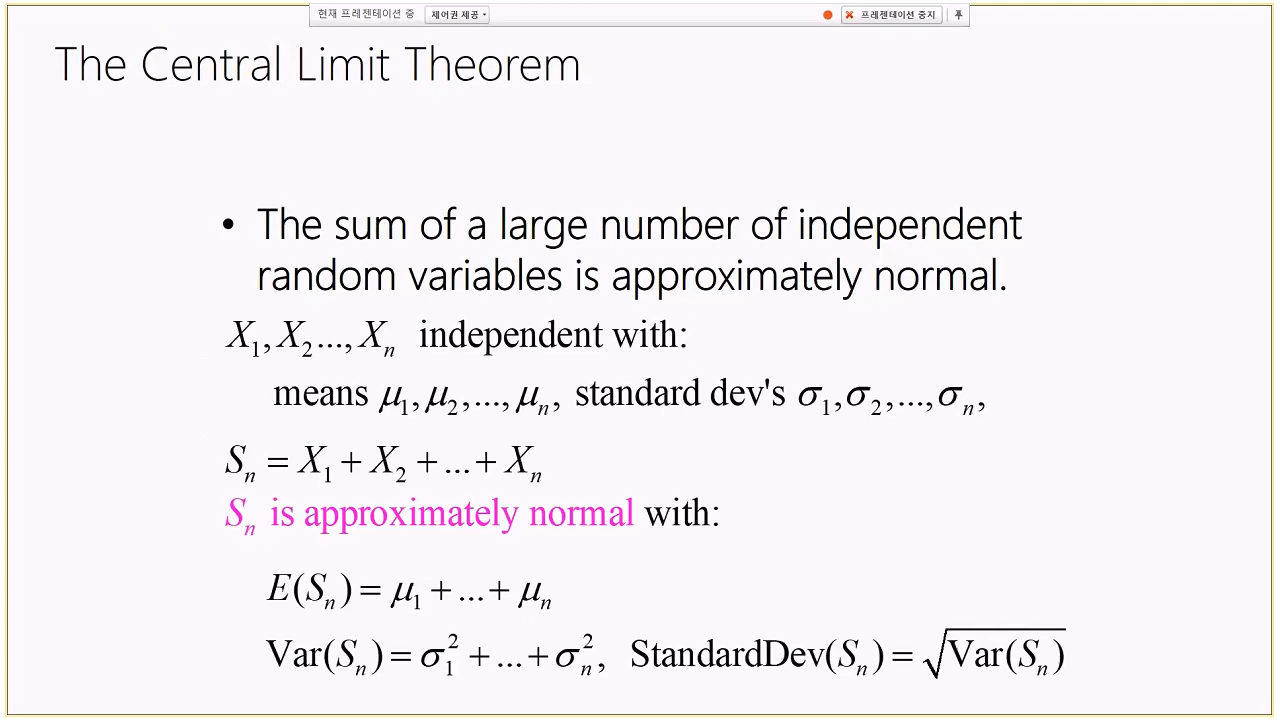 현재 프레젠테이션 중 제어권 제공 프레젠테이션 중지
The Central Limit Theorem
• The sum of a large number of independent
random variables is approximately normal.
X₁, X₂..., Xₙ independent with:
means μ₁, μ₂,..., μₙ, standard dev's σ₁, σ₂,..., σₙ,
Sₙ = X₁ + X₂ + ... + Xₙ
Sₙ is approximately normal with:
E(Sₙ) = μ₁ + ... + μₙ
Var(Sₙ) = σ₁² + ... + σₙ², StandardDev(Sₙ) = √Var(Sₙ)